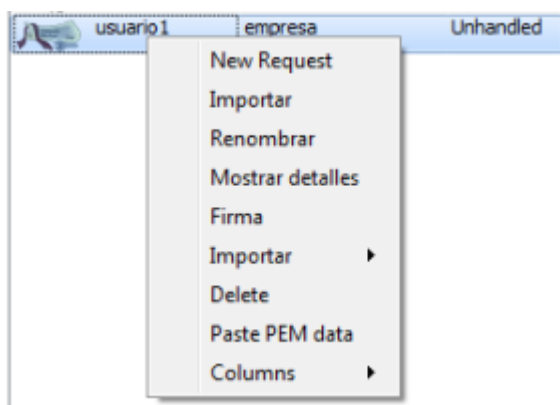 usuario1 empresa Unhandled
New Request
Importar
Renombrar
Mostrar detalles
Firma
Importar
Delete
Paste PEM data
Columns